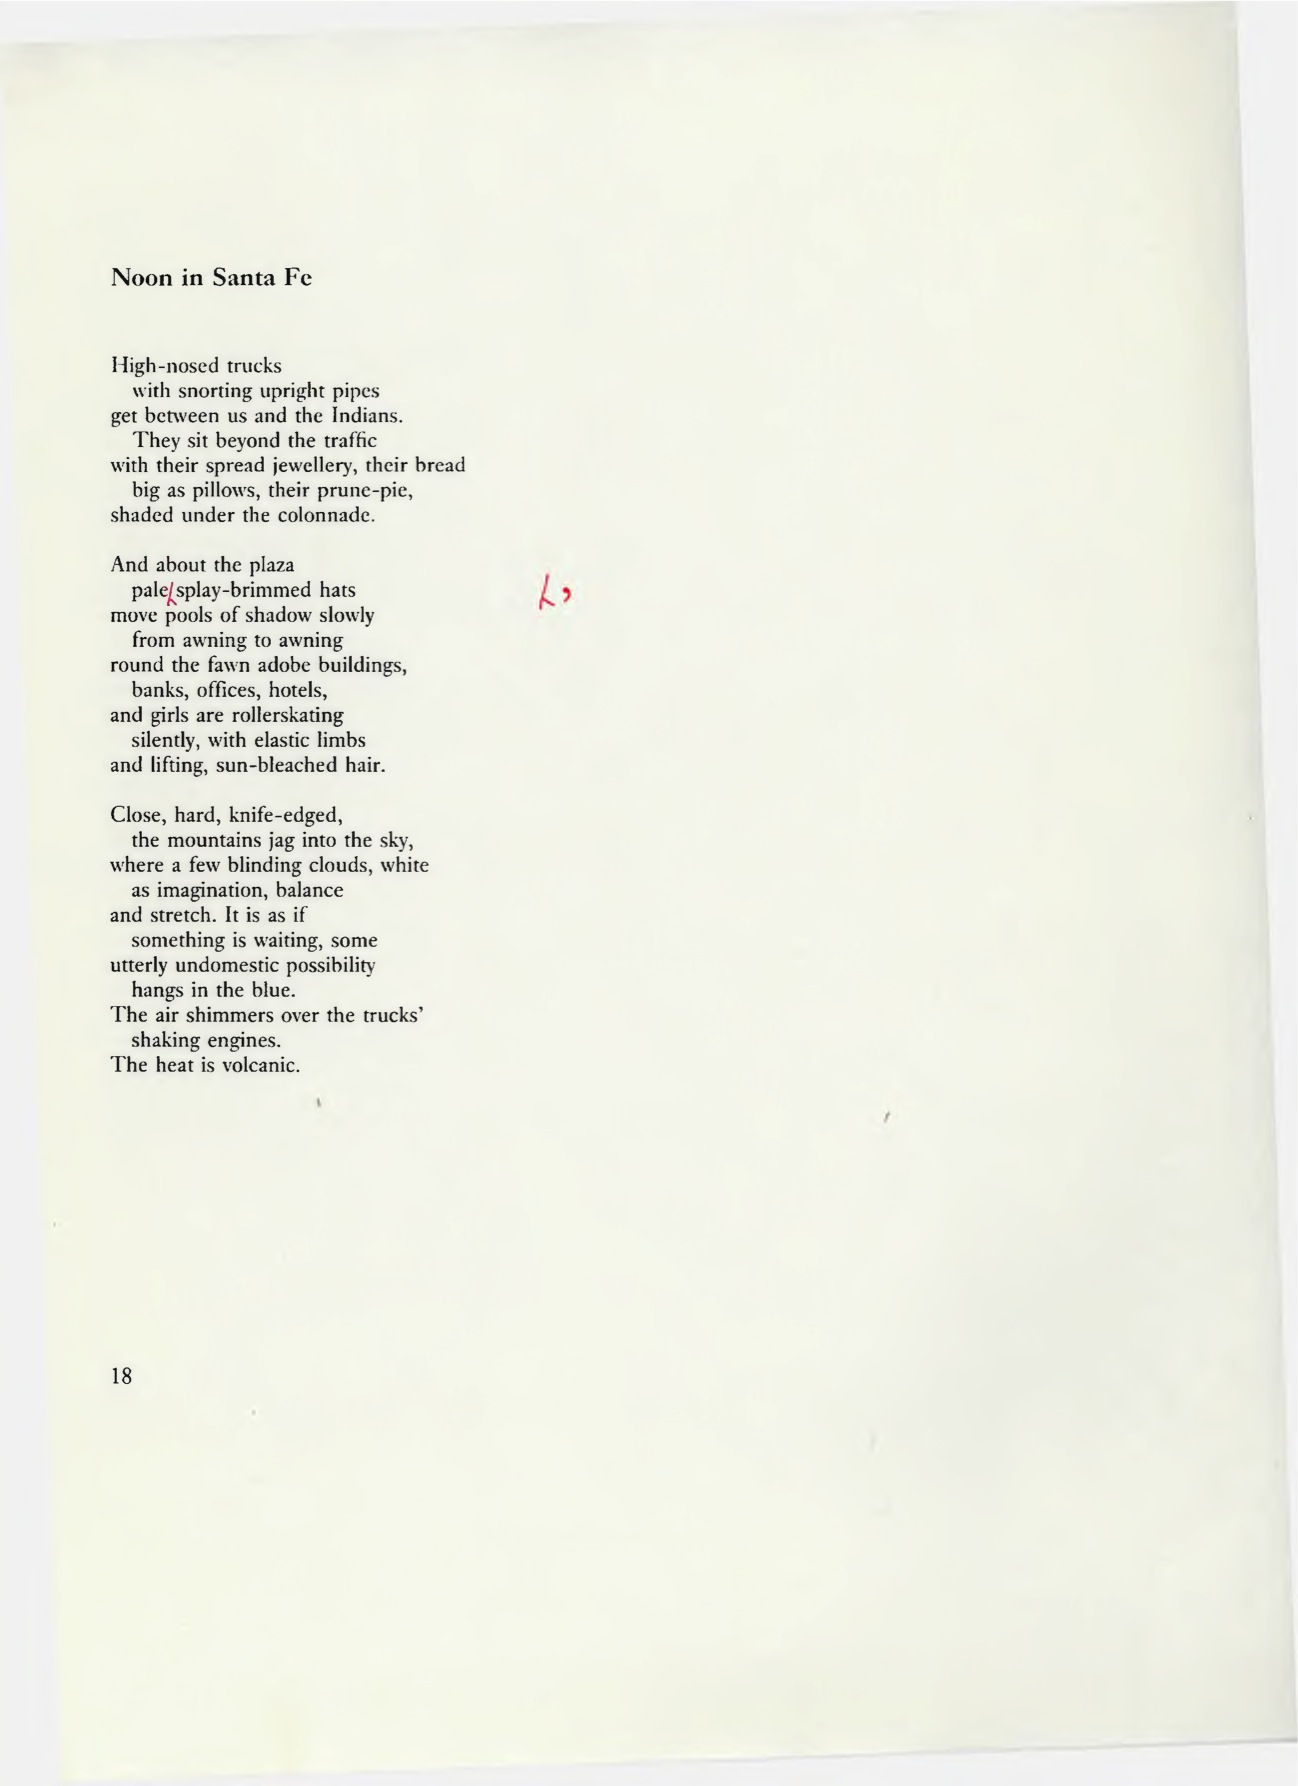 Noon in Santa Fe
High-nosed trucks
with snorting upright pipes
get between us and the Indians.
They sit beyond the traffic
with their spread jewellery, their bread
big as pillows, their prune-pie,
shaded under the colonnade.
And about the plaza
pale splay-brimmed hats ,
move pools of shadow slowly
from awning to awning
round the fawn adobe buildings,
banks, offices, hotels,
and girls are rollerskating
silently, with elastic limbs
and lifting, sun-bleached hair.
Close, hard, knife-edged,
the mountains jag into the sky,
where a few blinding clouds, white
as imagination, balance
and stretch. It is as if
something is waiting, some
utterly undomestic possibility
hangs in the blue.
The air shimmers over the trucks’
shaking engines.
The heat is volcanic.
18